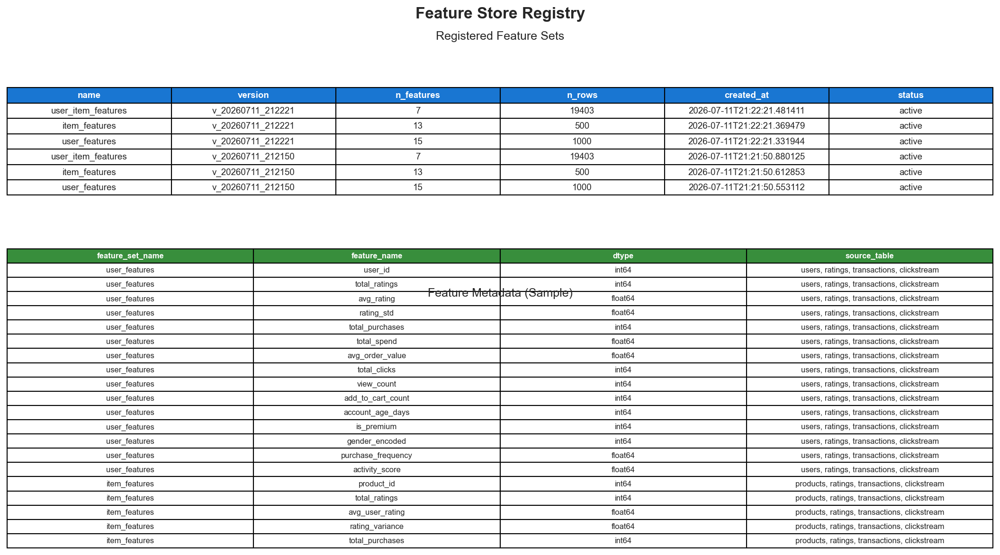 Feature Store Registry
Registered Feature Sets
name version n_features n_rows created_at status
user_item_features v_20260711_212221 7 19403 2026-07-11T21:22:21.481411 active
item_features v_20260711_212221 13 500 2026-07-11T21:22:21.369479 active
user_features v_20260711_212221 15 1000 2026-07-11T21:22:21.331944 active
user_item_features v_20260711_212150 7 19403 2026-07-11T21:21:50.880125 active
item_features v_20260711_212150 13 500 2026-07-11T21:21:50.612853 active
user_features v_20260711_212150 15 1000 2026-07-11T21:21:50.553112 active
feature_set_name feature_name dtype source_table
user_features user_id int64 users, ratings, transactions, clickstream
user_features total_ratings int64 users, ratings, transactions, clickstream
Feature Metadata (Sample)
user_features avg_rating float64 users, ratings, transactions, clickstream
user_features rating_std float64 users, ratings, transactions, clickstream
user_features total_purchases int64 users, ratings, transactions, clickstream
user_features total_spend float64 users, ratings, transactions, clickstream
user_features avg_order_value float64 users, ratings, transactions, clickstream
user_features total_clicks int64 users, ratings, transactions, clickstream
user_features view_count int64 users, ratings, transactions, clickstream
user_features add_to_cart_count int64 users, ratings, transactions, clickstream
user_features account_age_days int64 users, ratings, transactions, clickstream
user_features is_premium int64 users, ratings, transactions, clickstream
user_features gender_encoded int64 users, ratings, transactions, clickstream
user_features purchase_frequency float64 users, ratings, transactions, clickstream
user_features activity_score float64 users, ratings, transactions, clickstream
item_features product_id int64 products, ratings, transactions, clickstream
item_features total_ratings int64 products, ratings, transactions, clickstream
item_features avg_user_rating float64 products, ratings, transactions, clickstream
item_features rating_variance float64 products, ratings, transactions, clickstream
item_features total_purchases int64 products, ratings, transactions, clickstream